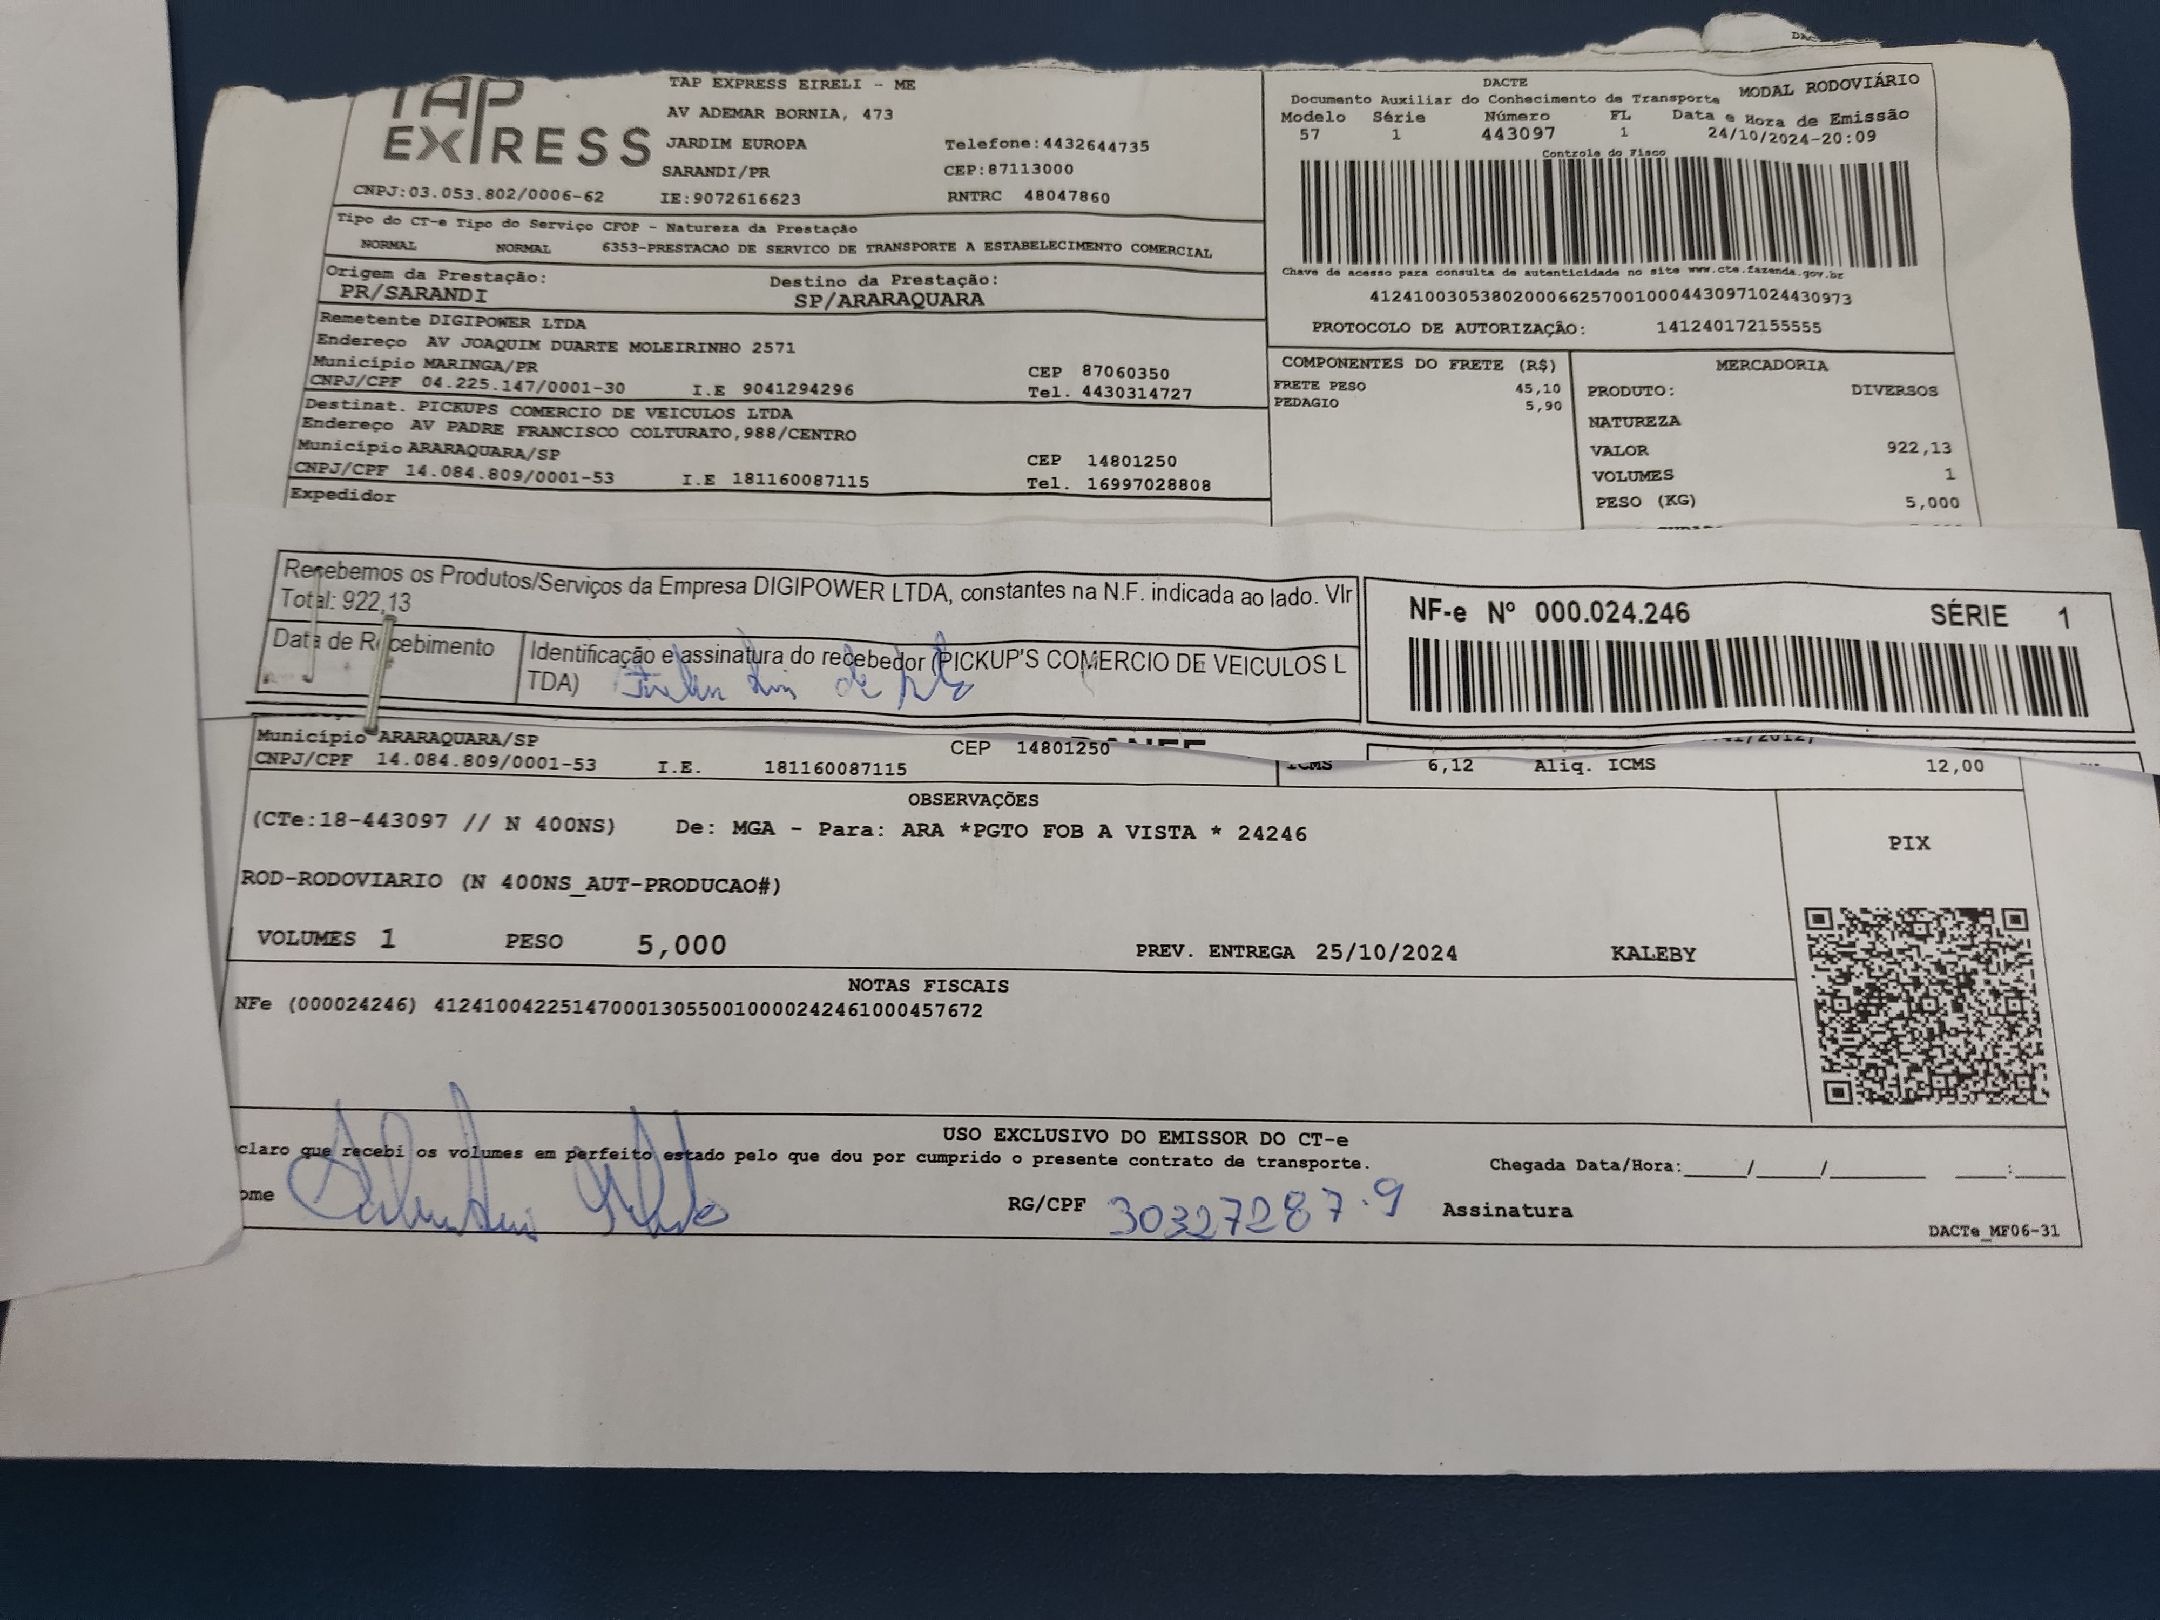 TAP EXPRESS
TAP EXPRESS EIRELI - ME
AV ADEMAR BORNIA, 473
JARDIM EUROPA Telefone:4432644735
SARANDI/PR CEP:87113000
CNPJ:03.053.802/0006-62 IE:9072616623 RNTRC 48047860
DACTE MODAL RODOVIÁRIO
Documento Auxiliar do Conhecimento de Transporte
Modelo Série Número FL Data e Hora de Emissão
57 1 443097 1 24/10/2024-20:09
Controle do Fisco
Chave de acesso para consulta de autenticidade no site www.cte.fazenda.gov.br
41241003053802000662570010004430971024430973
PROTOCOLO DE AUTORIZAÇÃO: 141240172155555
Tipo do CT-e Tipo do Serviço CFOP - Natureza da Prestação
NORMAL NORMAL 6353-PRESTACAO DE SERVICO DE TRANSPORTE A ESTABELECIMENTO COMERCIAL
Origem da Prestação: Destino da Prestação:
PR/SARANDI SP/ARARAQUARA
Remetente DIGIPOWER LTDA
Endereço AV JOAQUIM DUARTE MOLEIRINHO 2571
Município MARINGA/PR CEP 87060350
CNPJ/CPF 04.225.147/0001-30 I.E 9041294296 Tel. 4430314727
Destinat. PICKUPS COMERCIO DE VEICULOS LTDA
Endereço AV PADRE FRANCISCO COLTURATO,988/CENTRO
Município ARARAQUARA/SP CEP 14801250
CNPJ/CPF 14.084.809/0001-53 I.E 181160087115 Tel. 16997028808
Expedidor
COMPONENTES DO FRETE (R$)
FRETE PESO 45,10
PEDAGIO 5,90
MERCADORIA
PRODUTO: DIVERSOS
NATUREZA
VALOR 922,13
VOLUMES 1
PESO (KG) 5,000
Recebemos os Produtos/Serviços da Empresa DIGIPOWER LTDA, constantes na N.F. indicada ao lado. Vlr
Total: 922,13
Data de Recebimento
Identificação e assinatura do recebedor (PICKUP'S COMERCIO DE VEICULOS L
TDA)
NF-e Nº 000.024.246 SÉRIE 1
Município ARARAQUARA/SP CEP 14801250
CNPJ/CPF 14.084.809/0001-53 I.E. 181160087115
ICMS 6,12 Aliq. ICMS 12,00
OBSERVAÇÕES
(CTe:18-443097 // N 400NS) De: MGA - Para: ARA *PGTO FOB A VISTA * 24246
ROD-RODOVIARIO (N 400NS_AUT-PRODUCAO#)
VOLUMES 1 PESO 5,000 PREV. ENTREGA 25/10/2024 KALEBY
PIX
NOTAS FISCAIS
NFe (000024246) 41241004225147000130550010000242461000457672
USO EXCLUSIVO DO EMISSOR DO CT-e
claro que recebi os volumes em perfeito estado pelo que dou por cumprido o presente contrato de transporte.
Chegada Data/Hora:____/____/______ ___:___
ome RG/CPF 30327287.9 Assinatura
DACTe_MF06-31